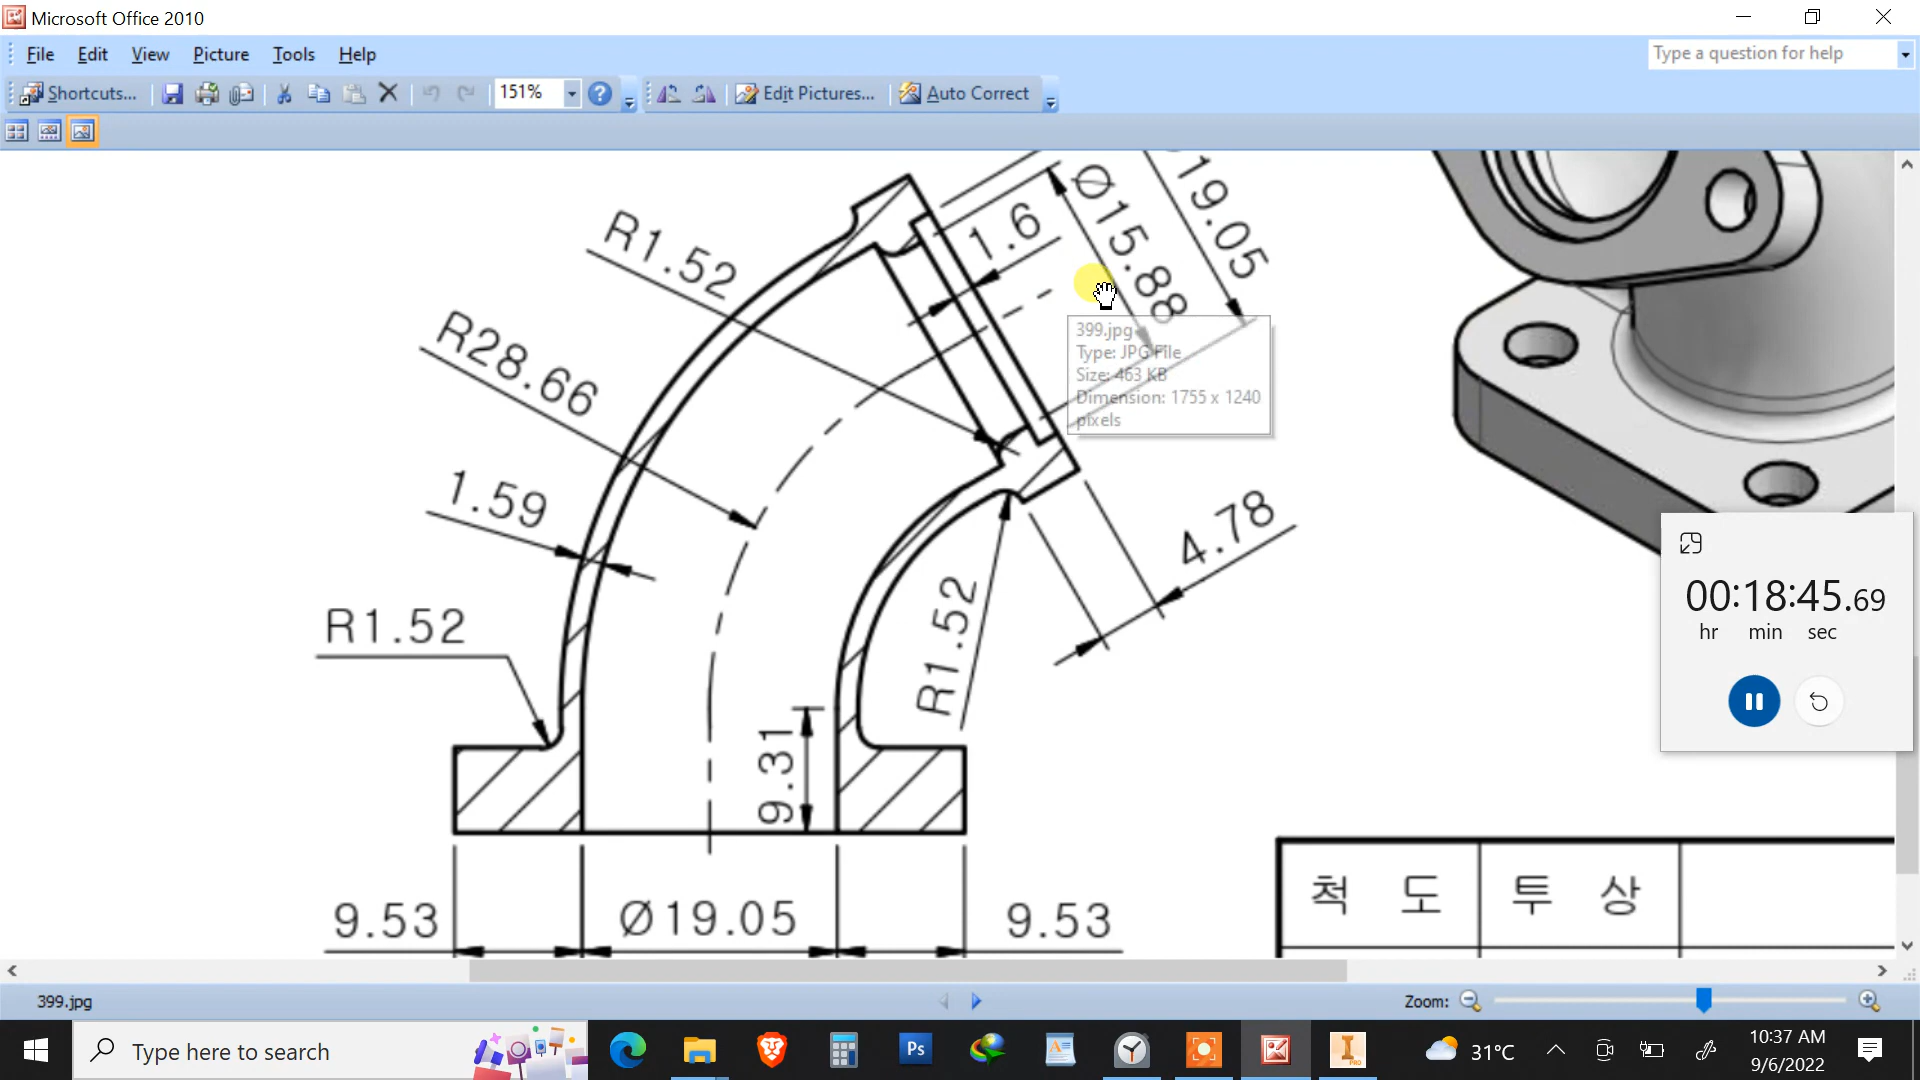 Microsoft Office 2010
File Edit View Picture Tools Help
Type a question for help
Shortcuts... 151% Edit Pictures... Auto Correct
19.05
Ø15.88
1.6
R1.52
R28.66
399.jpg
Type: JPG File
Size: 463 KB
Dimension: 1755 x 1240
pixels
1.59
4.78
R1.52
R1.52
00:18:45.69
hr min sec
9.31
9.53 Ø19.05 9.53
척 도 투 상
399.jpg
Zoom:
Type here to search
Ps
PRO
31°C
10:37 AM
9/6/2022